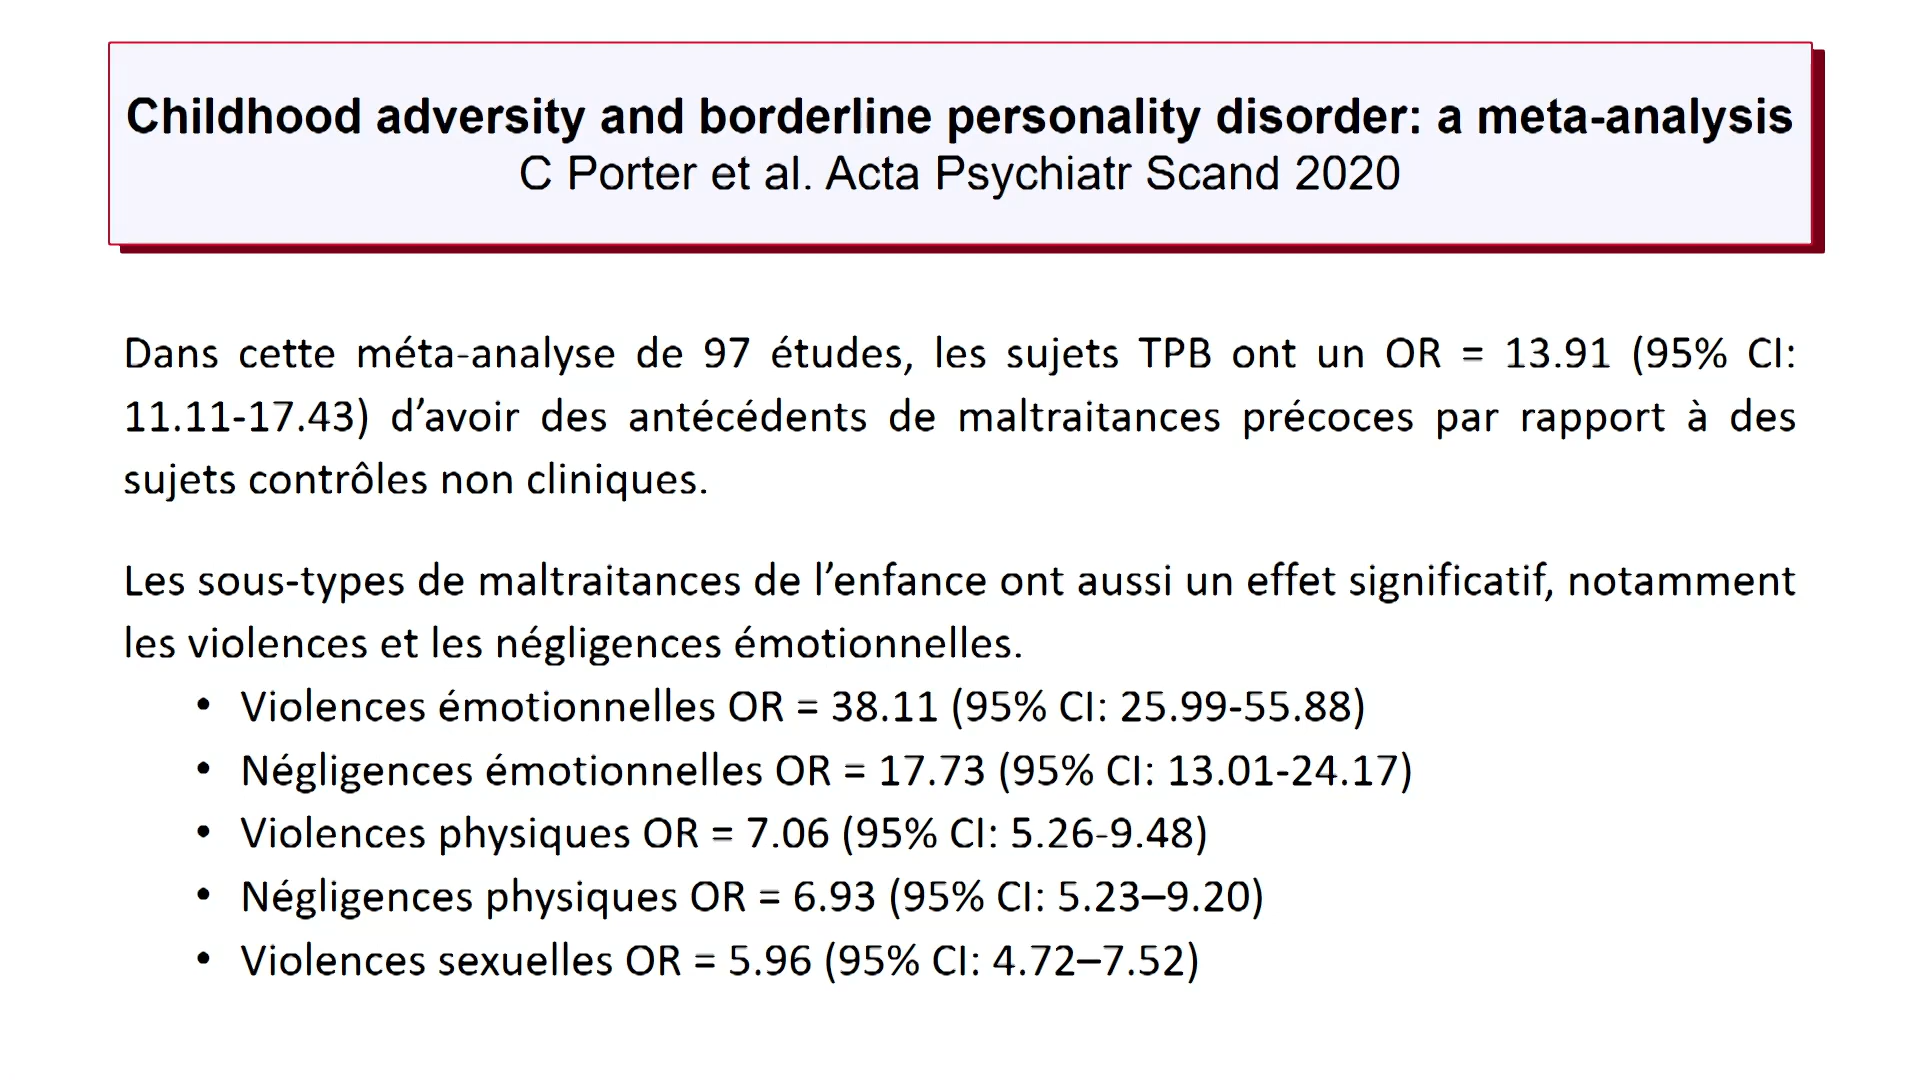 Childhood adversity and borderline personality disorder: a meta-analysis
C Porter et al. Acta Psychiatr Scand 2020
Dans cette méta-analyse de 97 études, les sujets TPB ont un OR = 13.91 (95% CI:
11.11-17.43) d’avoir des antécédents de maltraitances précoces par rapport à des
sujets contrôles non cliniques.
Les sous-types de maltraitances de l’enfance ont aussi un effet significatif, notamment
les violences et les négligences émotionnelles.
• Violences émotionnelles OR = 38.11 (95% CI: 25.99-55.88)
• Négligences émotionnelles OR = 17.73 (95% CI: 13.01-24.17)
• Violences physiques OR = 7.06 (95% CI: 5.26-9.48)
• Négligences physiques OR = 6.93 (95% CI: 5.23–9.20)
• Violences sexuelles OR = 5.96 (95% CI: 4.72–7.52)